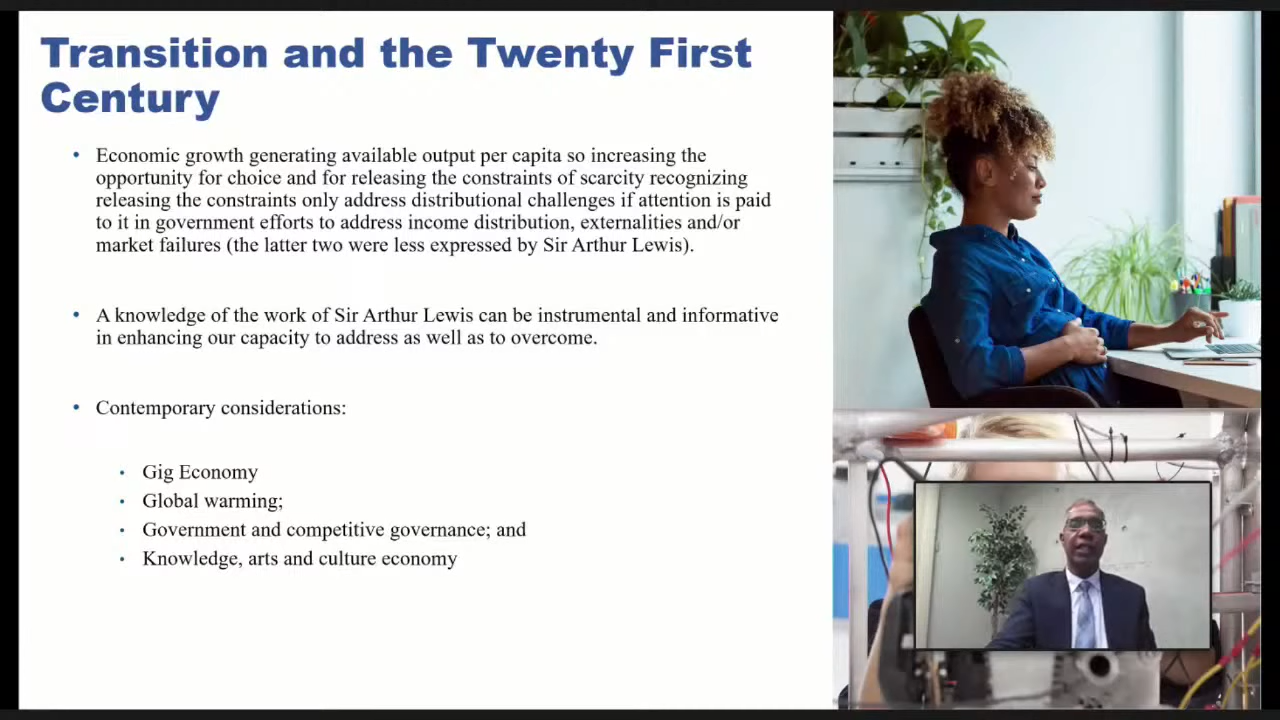 Transition and the Twenty First
Century
• Economic growth generating available output per capita so increasing the
opportunity for choice and for releasing the constraints of scarcity recognizing
releasing the constraints only address distributional challenges if attention is paid
to it in government efforts to address income distribution, externalities and/or
market failures (the latter two were less expressed by Sir Arthur Lewis).
• A knowledge of the work of Sir Arthur Lewis can be instrumental and informative
in enhancing our capacity to address as well as to overcome.
• Contemporary considerations:
• Gig Economy
• Global warming;
• Government and competitive governance; and
• Knowledge, arts and culture economy